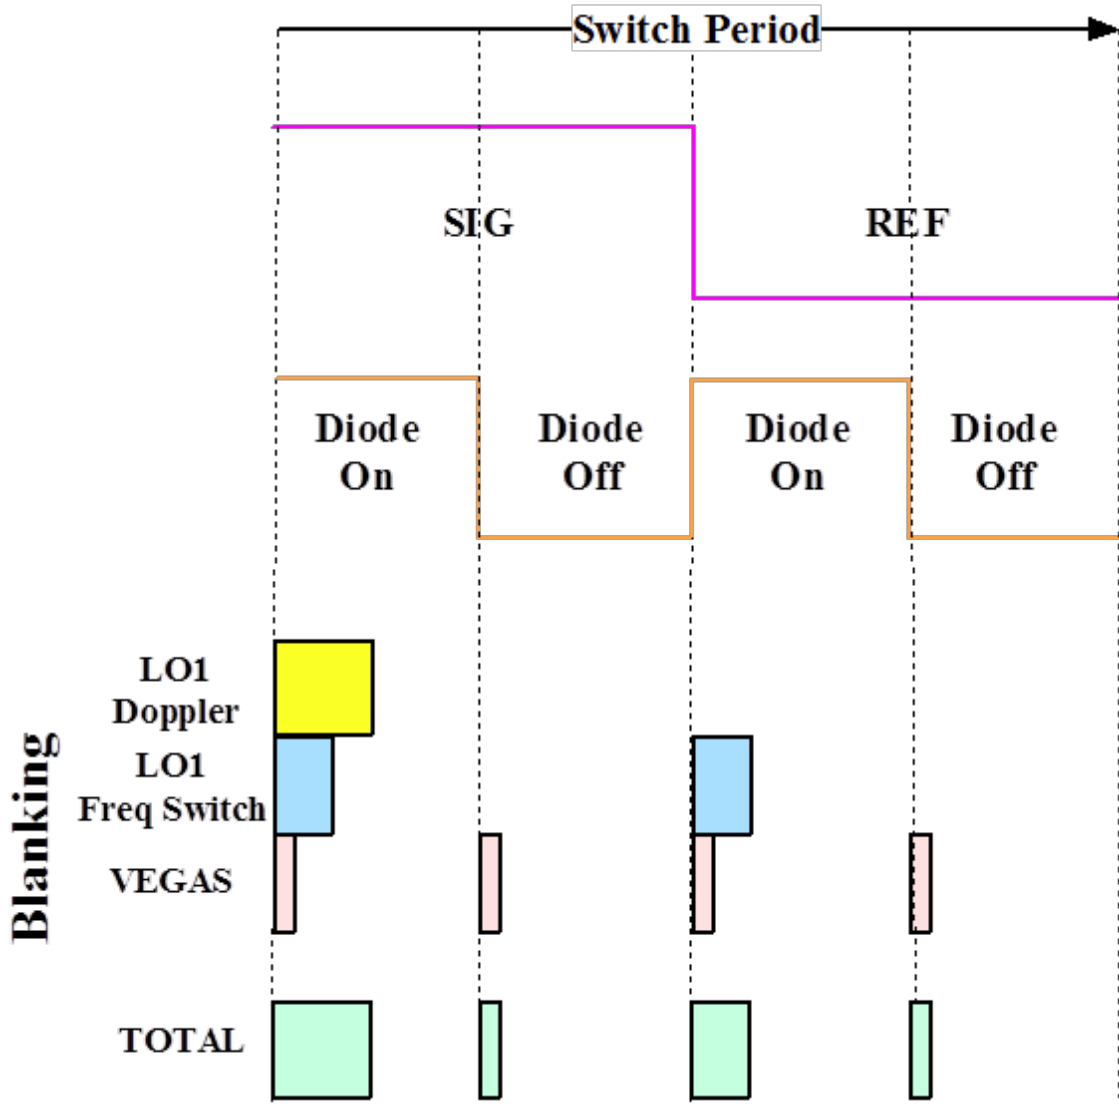 Switch Period
SIG
REF
Diode
On
Diode
Off
Diode
On
Diode
Off
Blanking
LO1
Doppler
LO1
Freq Switch
VEGAS
TOTAL